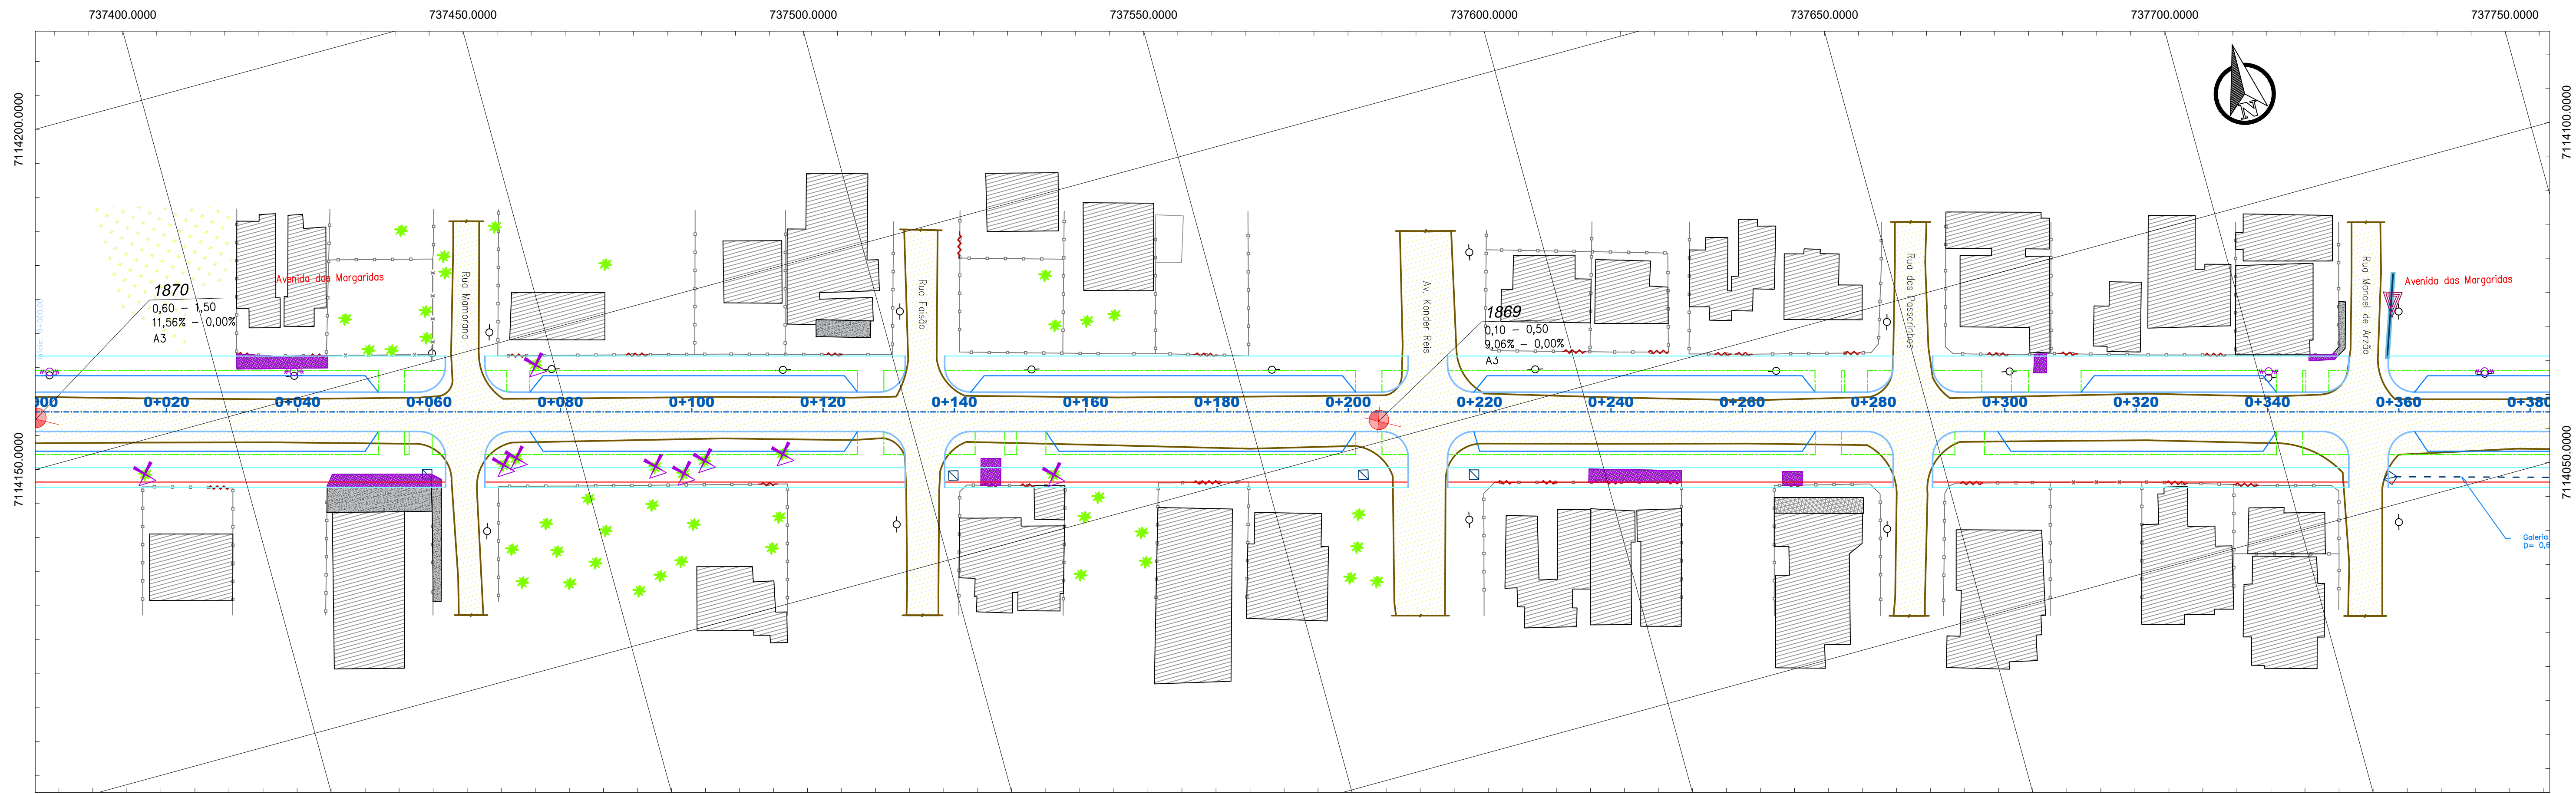 737400.0000
737450.0000
737500.0000
737550.0000
737600.0000
737650.0000
737700.0000
737750.0000
7114200.0000
7114150.0000
7114100.0000
7114050.0000
N
Avenida das Margaridas
Avenida das Margaridas
1870
0,60 – 1,50
11,56% – 0,00%
A3
1869
0,10 – 0,50
9,06% – 0,00%
A3
Rua Mamorana
Rua Faisão
Av. Konder Reis
Rua dos Passarinhos
Rua Manoel de Arzão
000
0+020
0+040
0+060
0+080
0+100
0+120
0+140
0+160
0+180
0+200
0+220
0+240
0+260
0+280
0+300
0+320
0+340
0+360
0+380
Galeria
D= 0,6